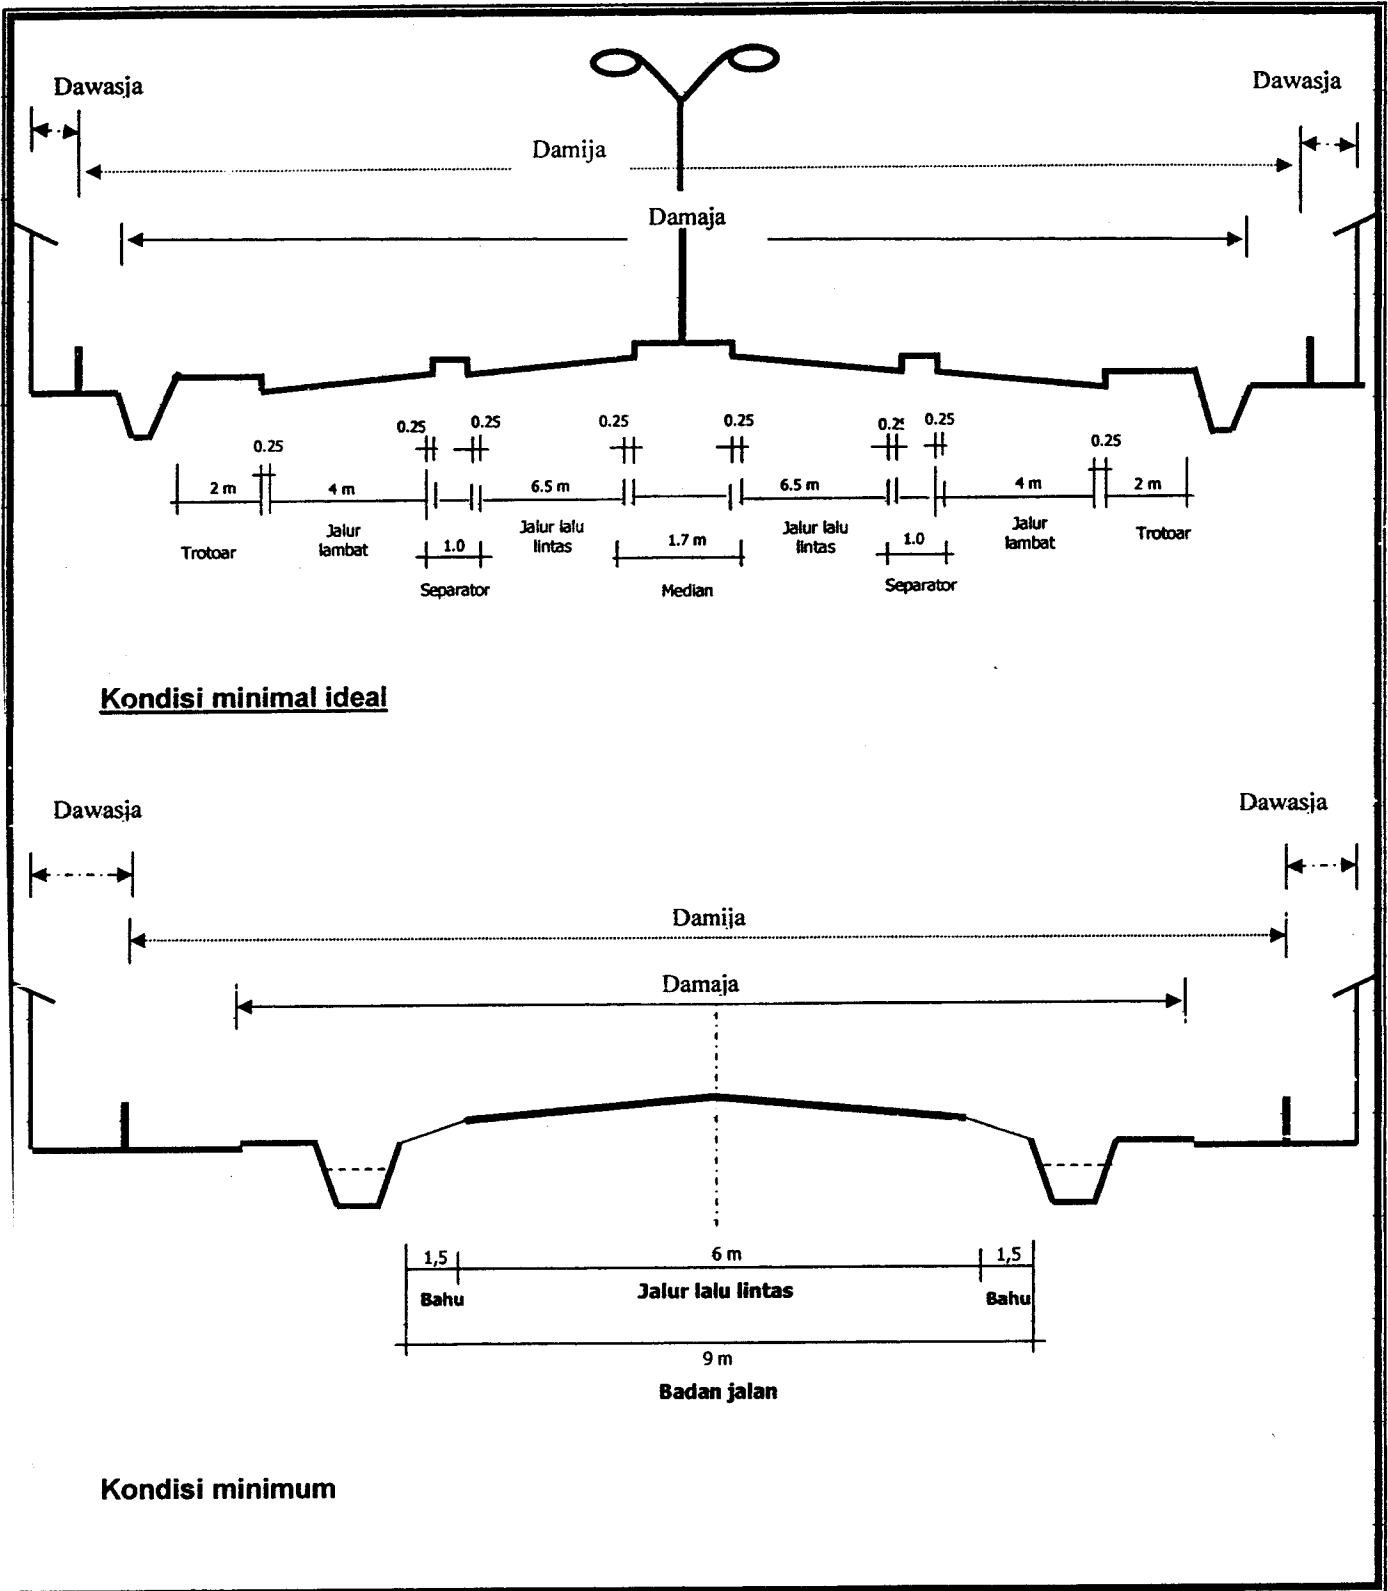 Dawasja
Dawasja
Damija
Damaja
0.25
0.25
0.25
0.25
0.25
0.25
0.25
2 m
4 m
6.5 m
6.5 m
4 m
2 m
Trotoar
Jalur
lambat
Jalur lalu
lintas
Jalur lalu
lintas
Jalur
lambat
Trotoar
1.0
1.7 m
1.0
Separator
Median
Separator
Kondisi minimal ideal
Dawasja
Dawasja
Damija
Damaja
1,5
6 m
1,5
Bahu
Jalur lalu lintas
Bahu
9 m
Badan jalan
Kondisi minimum